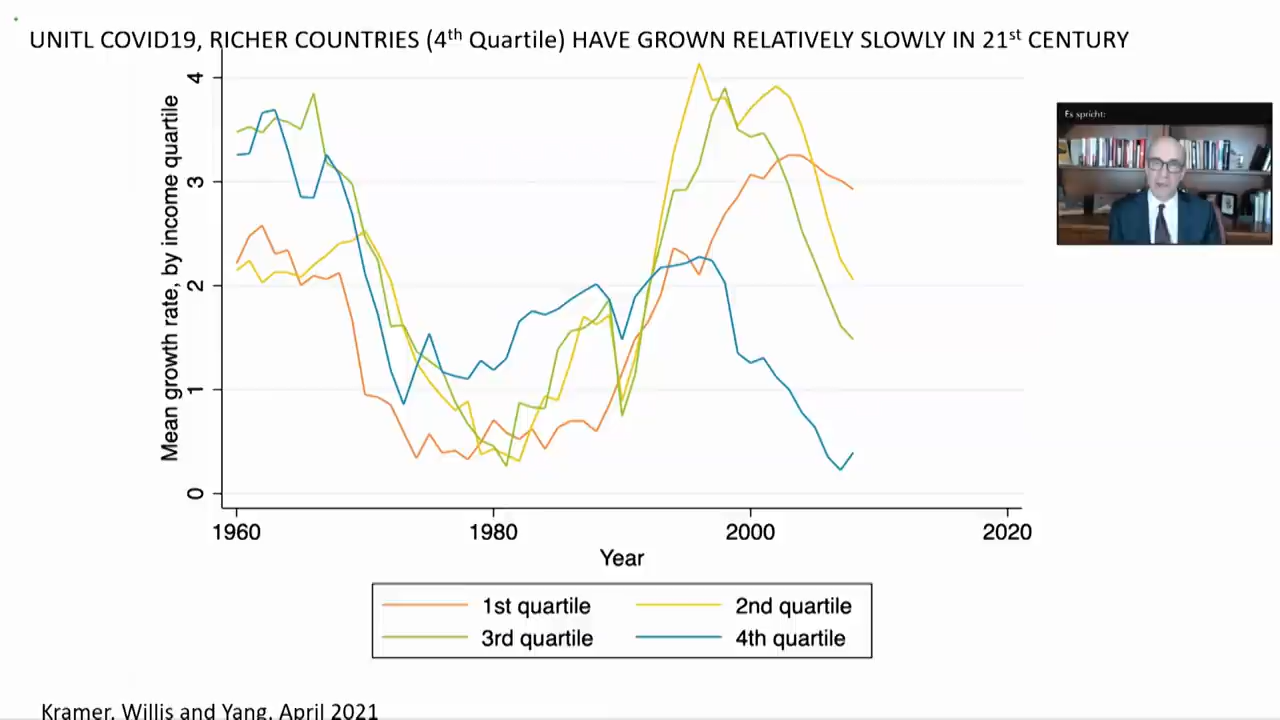 UNITL COVID19, RICHER COUNTRIES (4th Quartile) HAVE GROWN RELATIVELY SLOWLY IN 21st CENTURY
Es spricht:
Mean growth rate, by income quartile
4
3
2
1
0
1960 1980 2000 2020
Year
1st quartile 2nd quartile
3rd quartile 4th quartile
Kramer, Willis and Yang, April 2021